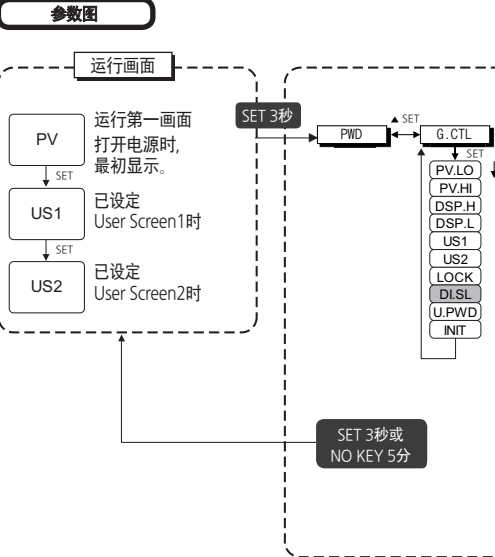 参数图
运行画面
PV
运行第一画面
打开电源时,
最初显示。
SET
US1
已设定
User Screen1时
SET
US2
已设定
User Screen2时
SET 3秒
PWD
▲ SET
G.CTL
SET
PV.LO
PV.HI
DSP.H
DSP.L
US1
US2
LOCK
DI.SL
U.PWD
INIT
SET 3秒或
NO KEY 5分